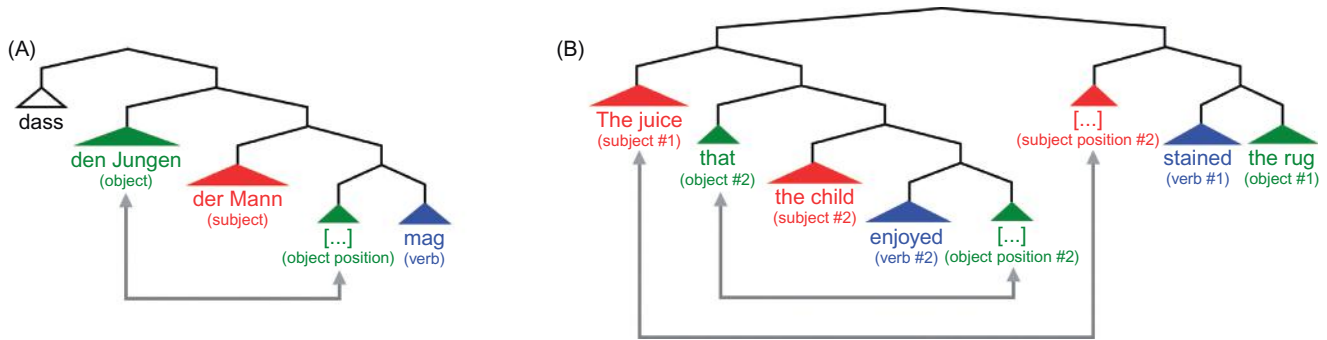 (A)
dass
den Jungen
(object)
der Mann
(subject)
[...]
(object position)
mag
(verb)
(B)
The juice
(subject #1)
that
(object #2)
the child
(subject #2)
enjoyed
(verb #2)
[...]
(object position #2)
[...]
(subject position #2)
stained
(verb #1)
the rug
(object #1)